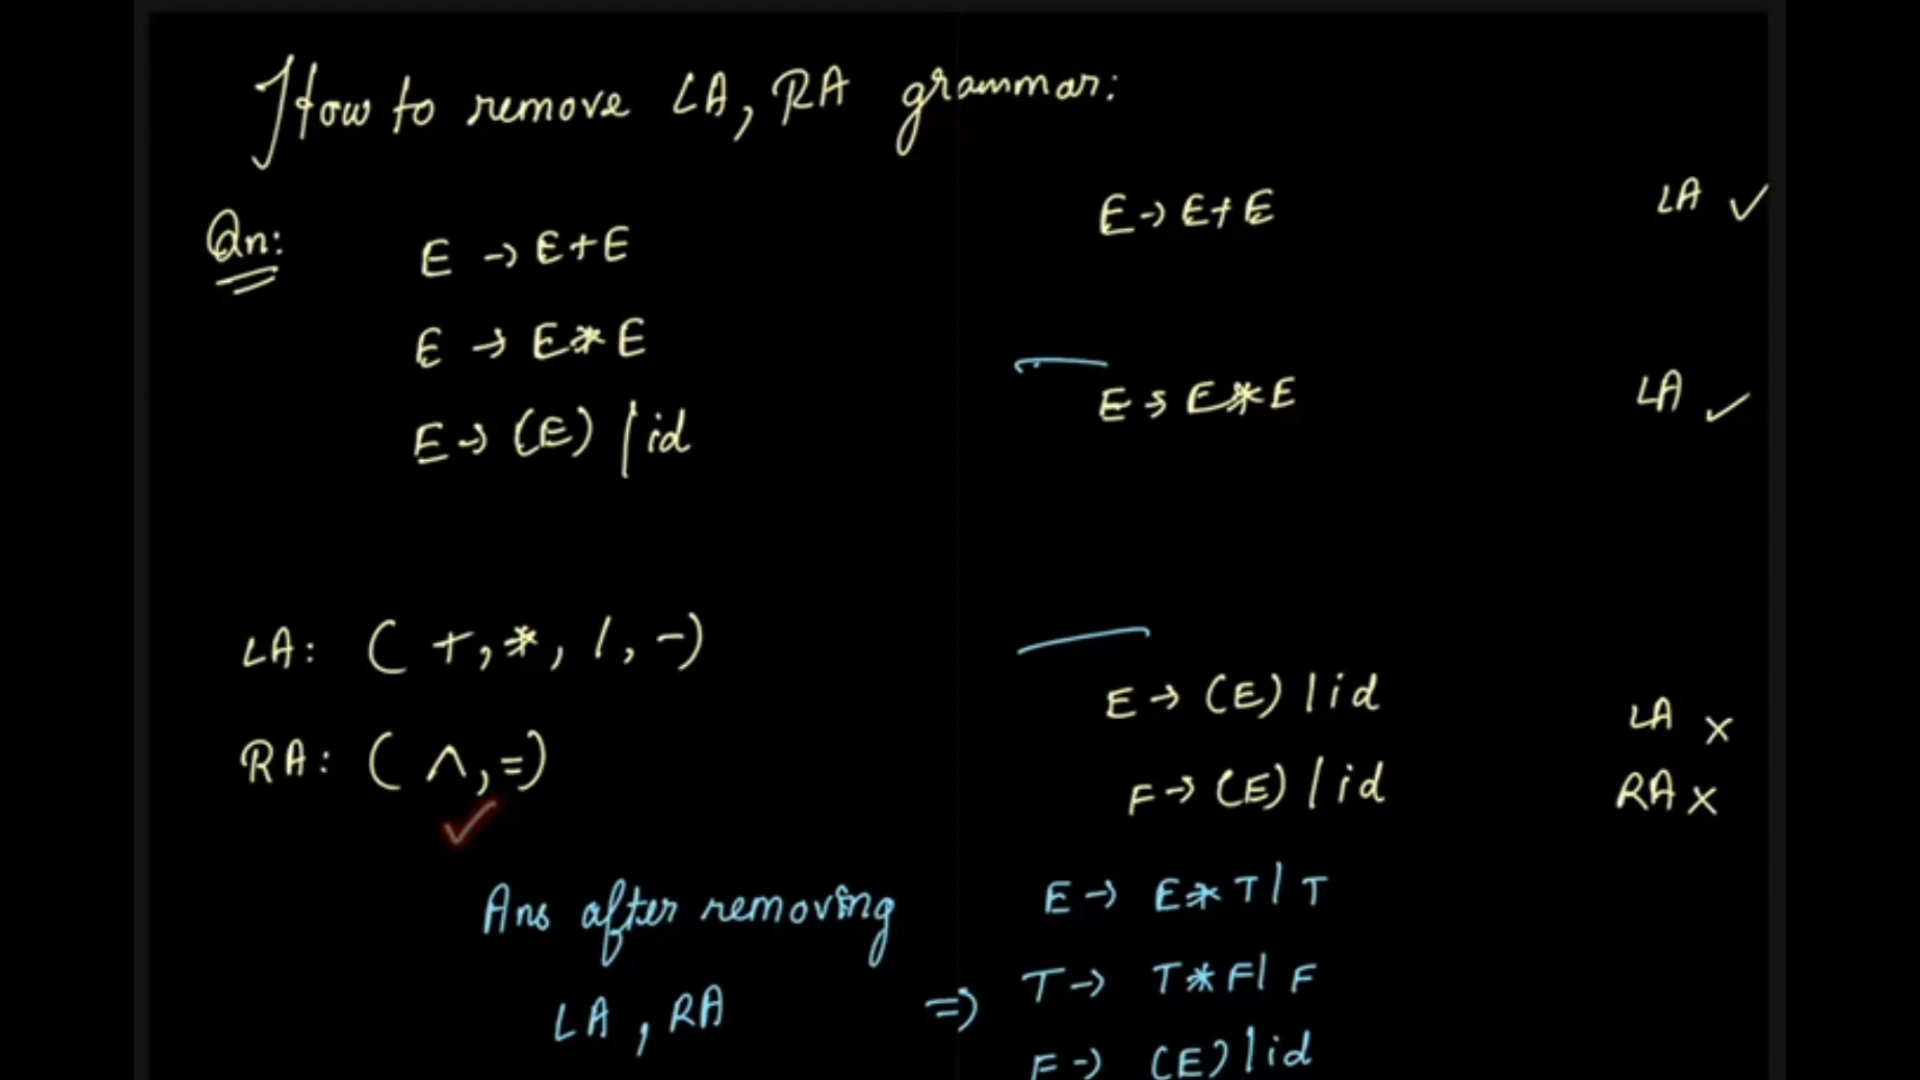 How to remove LA, RA grammar:
Qn:
E → E+E
E → E*E
E → (E) | id
LA: ( +, *, /, -)
RA: ( ^, =)
✓
E → E+E LA ✓
E → E*E LA ✓
E → (E) | id LA x
F → (E) | id RA x
Ans after removing
LA, RA
⇒
E → E* T | T
T → T*F | F
F → (E) | id